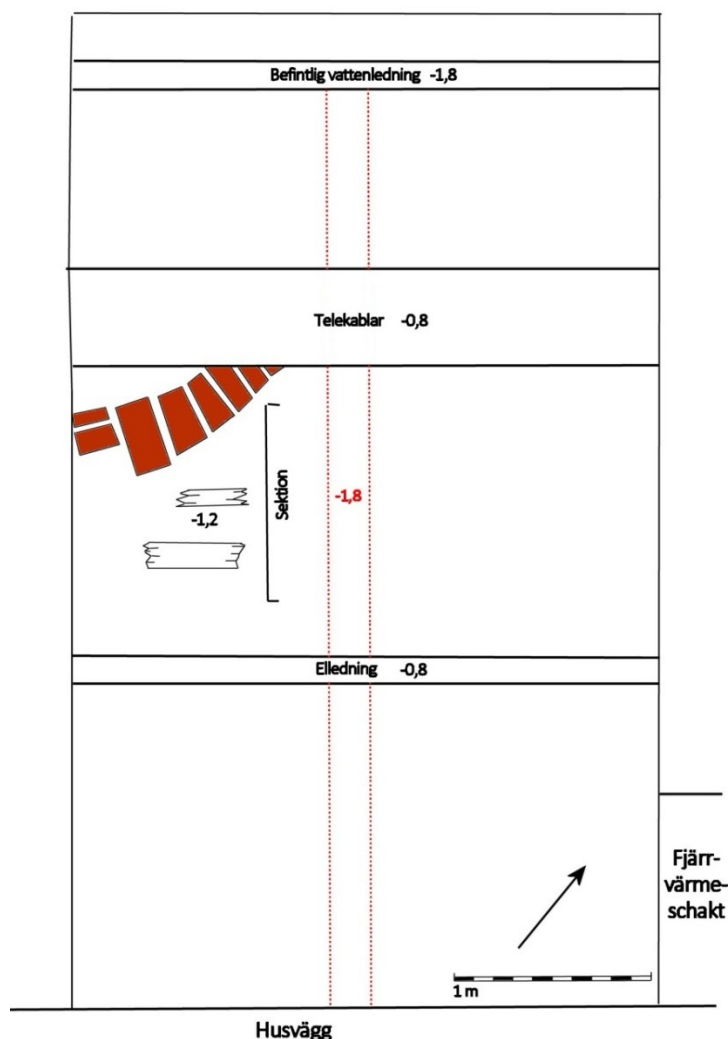 Befintlig vattenledning -1,8
Telekablar -0,8
Sektion
-1,8
-1,2
Elledning -0,8
Fjärr-
värme-
schakt
1 m
Husvägg